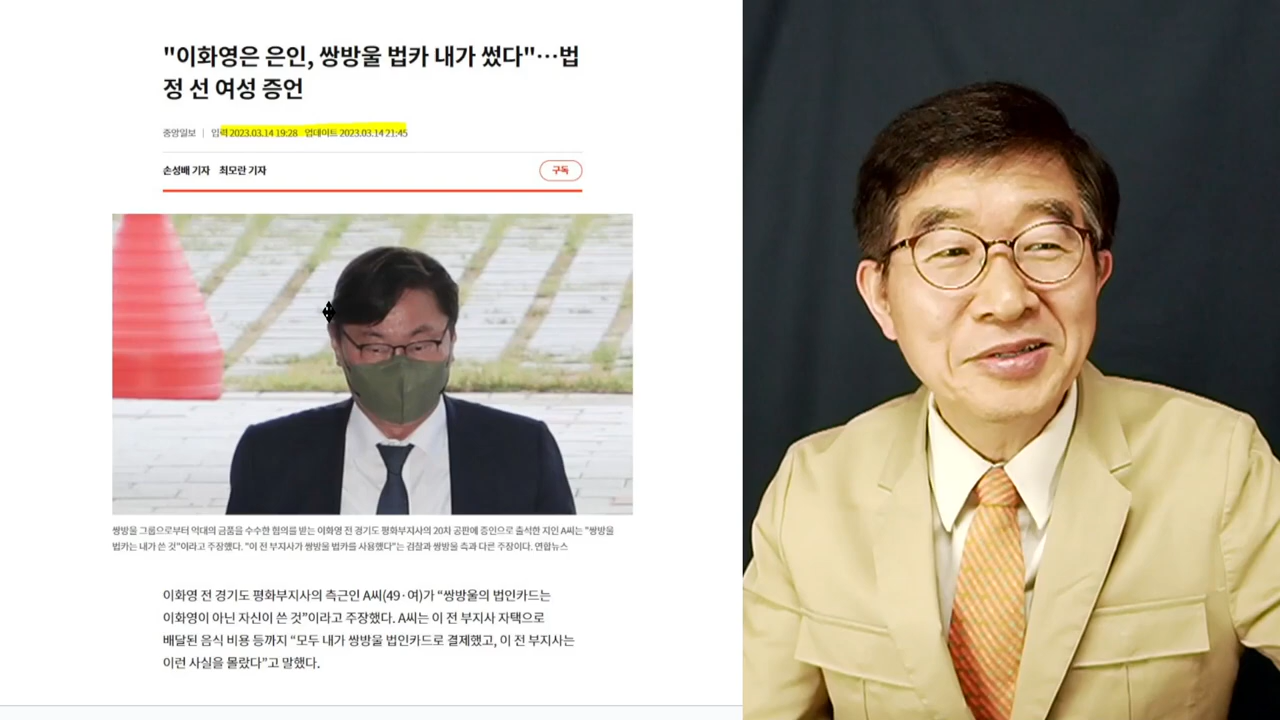 "이화영은 은인, 쌍방울 법카 내가 썼다"…법
정 선 여성 증언
중앙일보 | 입력 2023.03.14 19:28 업데이트 2023.03.14 21:45
손성배 기자 최모란 기자
구독
쌍방울 그룹으로부터 억대의 금품을 수수한 혐의를 받는 이화영 전 경기도 평화부지사의 20차 공판에 증인으로 출석한 지인 A씨는 "쌍방울
법카는 내가 쓴 것"이라고 주장했다. "이 전 부지사가 쌍방울 법카를 사용했다"는 검찰과 쌍방울 측과 다른 주장이다. 연합뉴스
이화영 전 경기도 평화부지사의 측근인 A씨(49·여)가 “쌍방울의 법인카드는
이화영이 아닌 자신이 쓴 것”이라고 주장했다. A씨는 이 전 부지사 자택으로
배달된 음식 비용 등까지 “모두 내가 쌍방울 법인카드로 결제했고, 이 전 부지사는
이런 사실을 몰랐다”고 말했다.